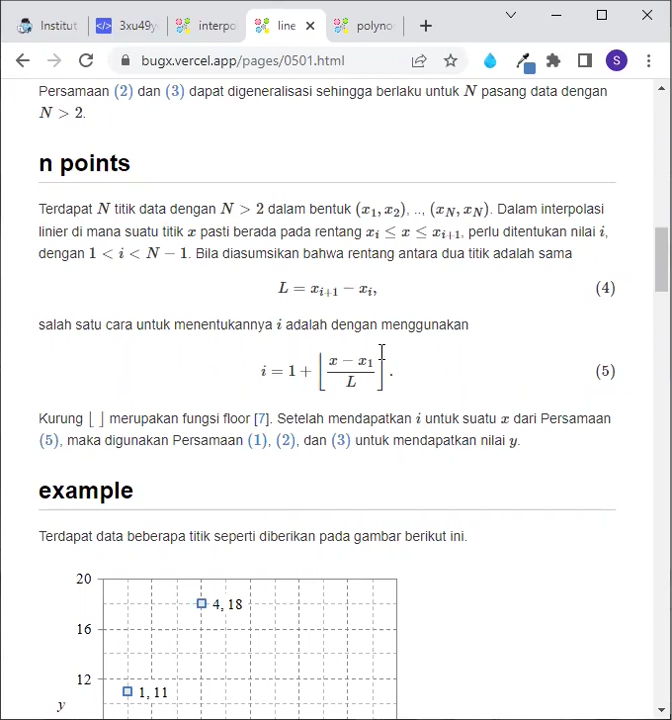 Institut
3xu49y
interpo
line
polyno
bugx.vercel.app/pages/0501.html
S
Persamaan (2) dan (3) dapat digeneralisasi sehingga berlaku untuk N pasang data dengan
N > 2.
n points
Terdapat N titik data dengan N > 2 dalam bentuk (x₁, x₂), .., (x_N, x_N). Dalam interpolasi
linier di mana suatu titik x pasti berada pada rentang xᵢ ≤ x ≤ xᵢ₊₁, perlu ditentukan nilai i,
dengan 1 < i < N − 1. Bila diasumsikan bahwa rentang antara dua titik adalah sama
L = xᵢ₊₁ − xᵢ, (4)
salah satu cara untuk menentukannya i adalah dengan menggunakan
i = 1 + ⌊(x − x₁)/L⌋. (5)
Kurung ⌊ ⌋ merupakan fungsi floor [7]. Setelah mendapatkan i untuk suatu x dari Persamaan
(5), maka digunakan Persamaan (1), (2), dan (3) untuk mendapatkan nilai y.
example
Terdapat data beberapa titik seperti diberikan pada gambar berikut ini.
20
4, 18
16
12
1, 11
y